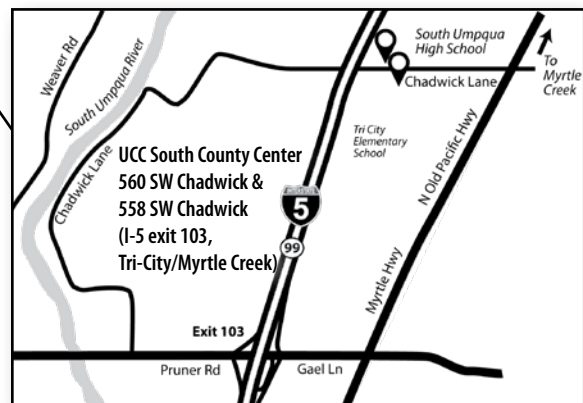 Weaver Rd
South Umpqua River
Chadwick Lane
South Umpqua
High School
Chadwick Lane
To
Myrtle
Creek
Tri City
Elementary
School
UCC South County Center
560 SW Chadwick &
558 SW Chadwick
(I-5 exit 103,
Tri-City/Myrtle Creek)
5
99
N Old Pacific Hwy
Myrtle Hwy
Exit 103
Pruner Rd
Gael Ln